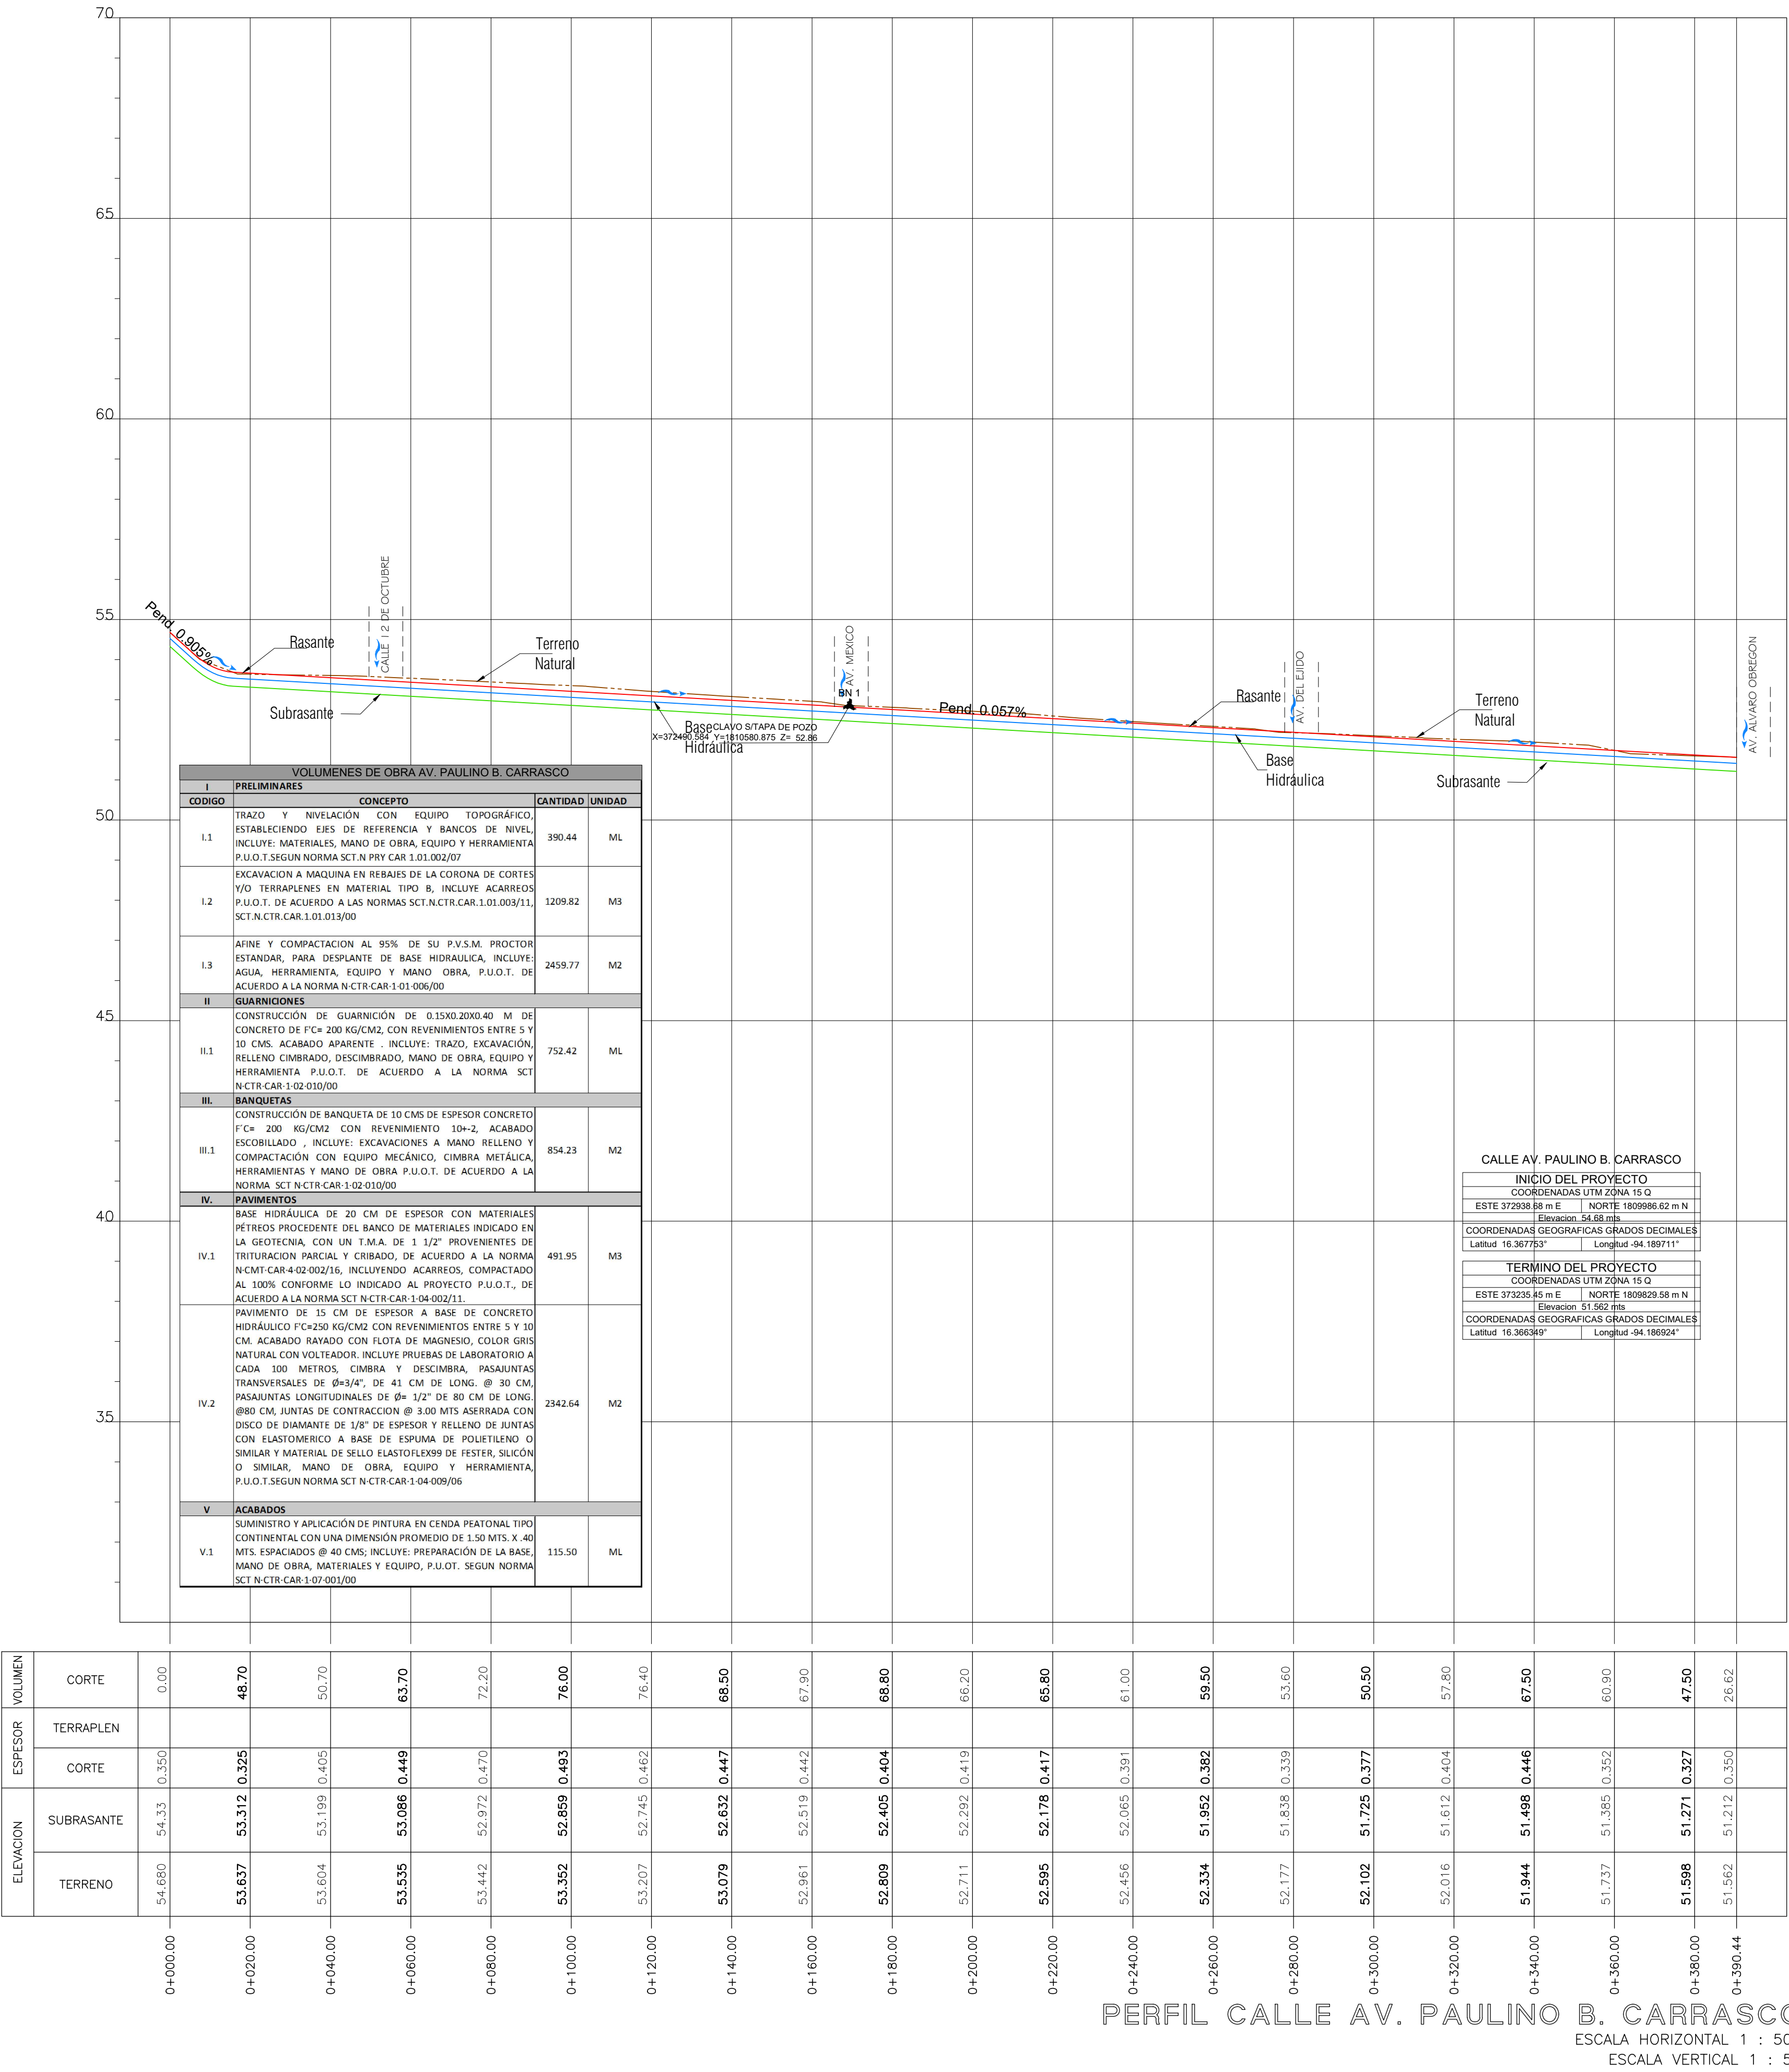 70
65
60
55
50
45
40
35
Pend. 0.905%
Rasante
Subrasante
CALLE 12 DE OCTUBRE
Terreno
Natural
Base
Hidráulica
CLAVO S/TAPA DE POZO
X=372490.584 Y=1810580.875 Z= 52.86
BN 1
AV. MEXICO
Pend. 0.057%
Rasante
AV. DEL EJIDO
Base
Hidráulica
Terreno
Natural
Subrasante
AV. ALVARO OBREGON
VOLUMENES DE OBRA AV. PAULINO B. CARRASCO
I PRELIMINARES
CODIGO CONCEPTO CANTIDAD UNIDAD
TRAZO Y NIVELACIÓN CON EQUIPO TOPOGRÁFICO,
ESTABLECIENDO EJES DE REFERENCIA Y BANCOS DE NIVEL,
I.1 INCLUYE: MATERIALES, MANO DE OBRA, EQUIPO Y HERRAMIENTA 390.44 ML
P.U.O.T.SEGUN NORMA SCT.N PRY CAR 1.01.002/07
EXCAVACION A MAQUINA EN REBAJES DE LA CORONA DE CORTES
Y/O TERRAPLENES EN MATERIAL TIPO B, INCLUYE ACARREOS
I.2 P.U.O.T. DE ACUERDO A LAS NORMAS SCT.N.CTR.CAR.1.01.003/11, 1209.82 M3
SCT.N.CTR.CAR.1.01.013/00
AFINE Y COMPACTACION AL 95% DE SU P.V.S.M. PROCTOR
ESTANDAR, PARA DESPLANTE DE BASE HIDRAULICA, INCLUYE:
I.3 AGUA, HERRAMIENTA, EQUIPO Y MANO OBRA, P.U.O.T. DE 2459.77 M2
ACUERDO A LA NORMA N·CTR·CAR·1·01·006/00
II GUARNICIONES
CONSTRUCCIÓN DE GUARNICIÓN DE 0.15X0.20X0.40 M DE
CONCRETO DE F'C= 200 KG/CM2, CON REVENIMIENTOS ENTRE 5 Y
II.1 10 CMS. ACABADO APARENTE . INCLUYE: TRAZO, EXCAVACIÓN, 752.42 ML
RELLENO CIMBRADO, DESCIMBRADO, MANO DE OBRA, EQUIPO Y
HERRAMIENTA P.U.O.T. DE ACUERDO A LA NORMA SCT
N·CTR·CAR·1·02·010/00
III. BANQUETAS
CONSTRUCCIÓN DE BANQUETA DE 10 CMS DE ESPESOR CONCRETO
F´C= 200 KG/CM2 CON REVENIMIENTO 10+-2, ACABADO
ESCOBILLADO , INCLUYE: EXCAVACIONES A MANO RELLENO Y
III.1 COMPACTACIÓN CON EQUIPO MECÁNICO, CIMBRA METÁLICA, 854.23 M2
HERRAMIENTAS Y MANO DE OBRA P.U.O.T. DE ACUERDO A LA
NORMA SCT N·CTR·CAR·1·02·010/00
IV. PAVIMENTOS
BASE HIDRÁULICA DE 20 CM DE ESPESOR CON MATERIALES
PÉTREOS PROCEDENTE DEL BANCO DE MATERIALES INDICADO EN
LA GEOTECNIA, CON UN T.M.A. DE 1 1/2" PROVENIENTES DE
IV.1 TRITURACION PARCIAL Y CRIBADO, DE ACUERDO A LA NORMA 491.95 M3
N·CMT·CAR·4·02·002/16, INCLUYENDO ACARREOS, COMPACTADO
AL 100% CONFORME LO INDICADO AL PROYECTO P.U.O.T., DE
ACUERDO A LA NORMA SCT N·CTR·CAR·1·04·002/11.
PAVIMENTO DE 15 CM DE ESPESOR A BASE DE CONCRETO
HIDRÁULICO F'C=250 KG/CM2 CON REVENIMIENTOS ENTRE 5 Y 10
CM. ACABADO RAYADO CON FLOTA DE MAGNESIO, COLOR GRIS
NATURAL CON VOLTEADOR. INCLUYE PRUEBAS DE LABORATORIO A
CADA 100 METROS, CIMBRA Y DESCIMBRA, PASAJUNTAS
TRANSVERSALES DE Ø=3/4", DE 41 CM DE LONG. @ 30 CM,
PASAJUNTAS LONGITUDINALES DE Ø= 1/2" DE 80 CM DE LONG.
IV.2 @80 CM, JUNTAS DE CONTRACCION @ 3.00 MTS ASERRADA CON 2342.64 M2
DISCO DE DIAMANTE DE 1/8" DE ESPESOR Y RELLENO DE JUNTAS
CON ELASTOMERICO A BASE DE ESPUMA DE POLIETILENO O
SIMILAR Y MATERIAL DE SELLO ELASTOFLEX99 DE FESTER, SILICÓN
O SIMILAR, MANO DE OBRA, EQUIPO Y HERRAMIENTA,
P.U.O.T.SEGUN NORMA SCT N·CTR·CAR·1·04·009/06
V ACABADOS
SUMINISTRO Y APLICACIÓN DE PINTURA EN CENDA PEATONAL TIPO
CONTINENTAL CON UNA DIMENSIÓN PROMEDIO DE 1.50 MTS. X .40
V.1 MTS. ESPACIADOS @ 40 CMS; INCLUYE: PREPARACIÓN DE LA BASE, 115.50 ML
MANO DE OBRA, MATERIALES Y EQUIPO, P.U.OT. SEGUN NORMA
SCT N·CTR·CAR·1·07·001/00
CALLE AV. PAULINO B. CARRASCO
INICIO DEL PROYECTO
COORDENADAS UTM ZONA 15 Q
ESTE 372938.68 m E NORTE 1809986.62 m N
Elevacion 54.68 mts
COORDENADAS GEOGRAFICAS GRADOS DECIMALES
Latitud 16.367753° Longitud -94.189711°
TERMINO DEL PROYECTO
COORDENADAS UTM ZONA 15 Q
ESTE 373235.45 m E NORTE 1809829.58 m N
Elevacion 51.562 mts
COORDENADAS GEOGRAFICAS GRADOS DECIMALES
Latitud 16.366349° Longitud -94.186924°
VOLUMEN
CORTE 0.00 48.70 50.70 63.70 72.20 76.00 76.40 68.50 67.90 68.80 66.20 65.80 61.00 59.50 53.60 50.50 57.80 67.50 60.90 47.50 26.62
ESPESOR
TERRAPLEN
CORTE 0.350 0.325 0.405 0.449 0.470 0.493 0.462 0.447 0.442 0.404 0.419 0.417 0.391 0.382 0.339 0.377 0.404 0.446 0.352 0.327 0.350
ELEVACION
SUBRASANTE 54.33 53.312 53.199 53.086 52.972 52.859 52.745 52.632 52.519 52.405 52.292 52.178 52.065 51.952 51.838 51.725 51.612 51.498 51.385 51.271 51.212
TERRENO 54.680 53.637 53.604 53.535 53.442 53.352 53.207 53.079 52.961 52.809 52.711 52.595 52.456 52.334 52.177 52.102 52.016 51.944 51.737 51.598 51.562
0+000.00 0+020.00 0+040.00 0+060.00 0+080.00 0+100.00 0+120.00 0+140.00 0+160.00 0+180.00 0+200.00 0+220.00 0+240.00 0+260.00 0+280.00 0+300.00 0+320.00 0+340.00 0+360.00 0+380.00 0+390.44
PERFIL CALLE AV. PAULINO B. CARRASCO
ESCALA HORIZONTAL 1 : 50
ESCALA VERTICAL 1 : 5